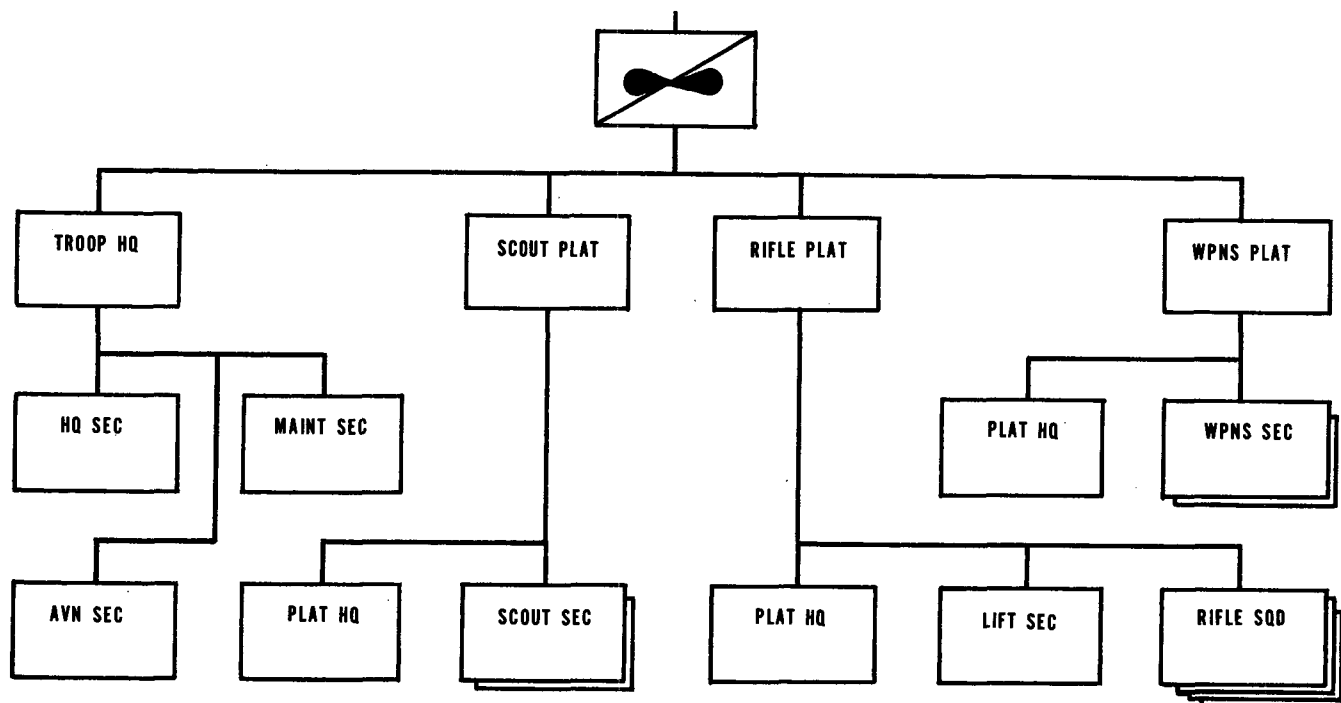 TROOP HQ
SCOUT PLAT
RIFLE PLAT
WPNS PLAT
HQ SEC
MAINT SEC
PLAT HQ
WPNS SEC
AVN SEC
PLAT HQ
SCOUT SEC
PLAT HQ
LIFT SEC
RIFLE SQD